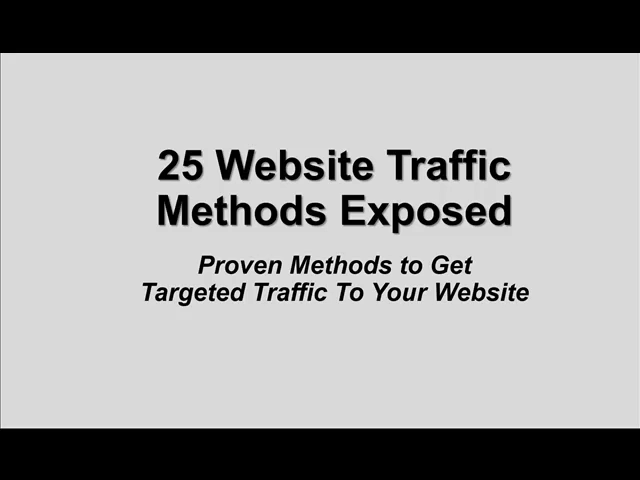 25 Website Traffic
Methods Exposed
Proven Methods to Get
Targeted Traffic To Your Website